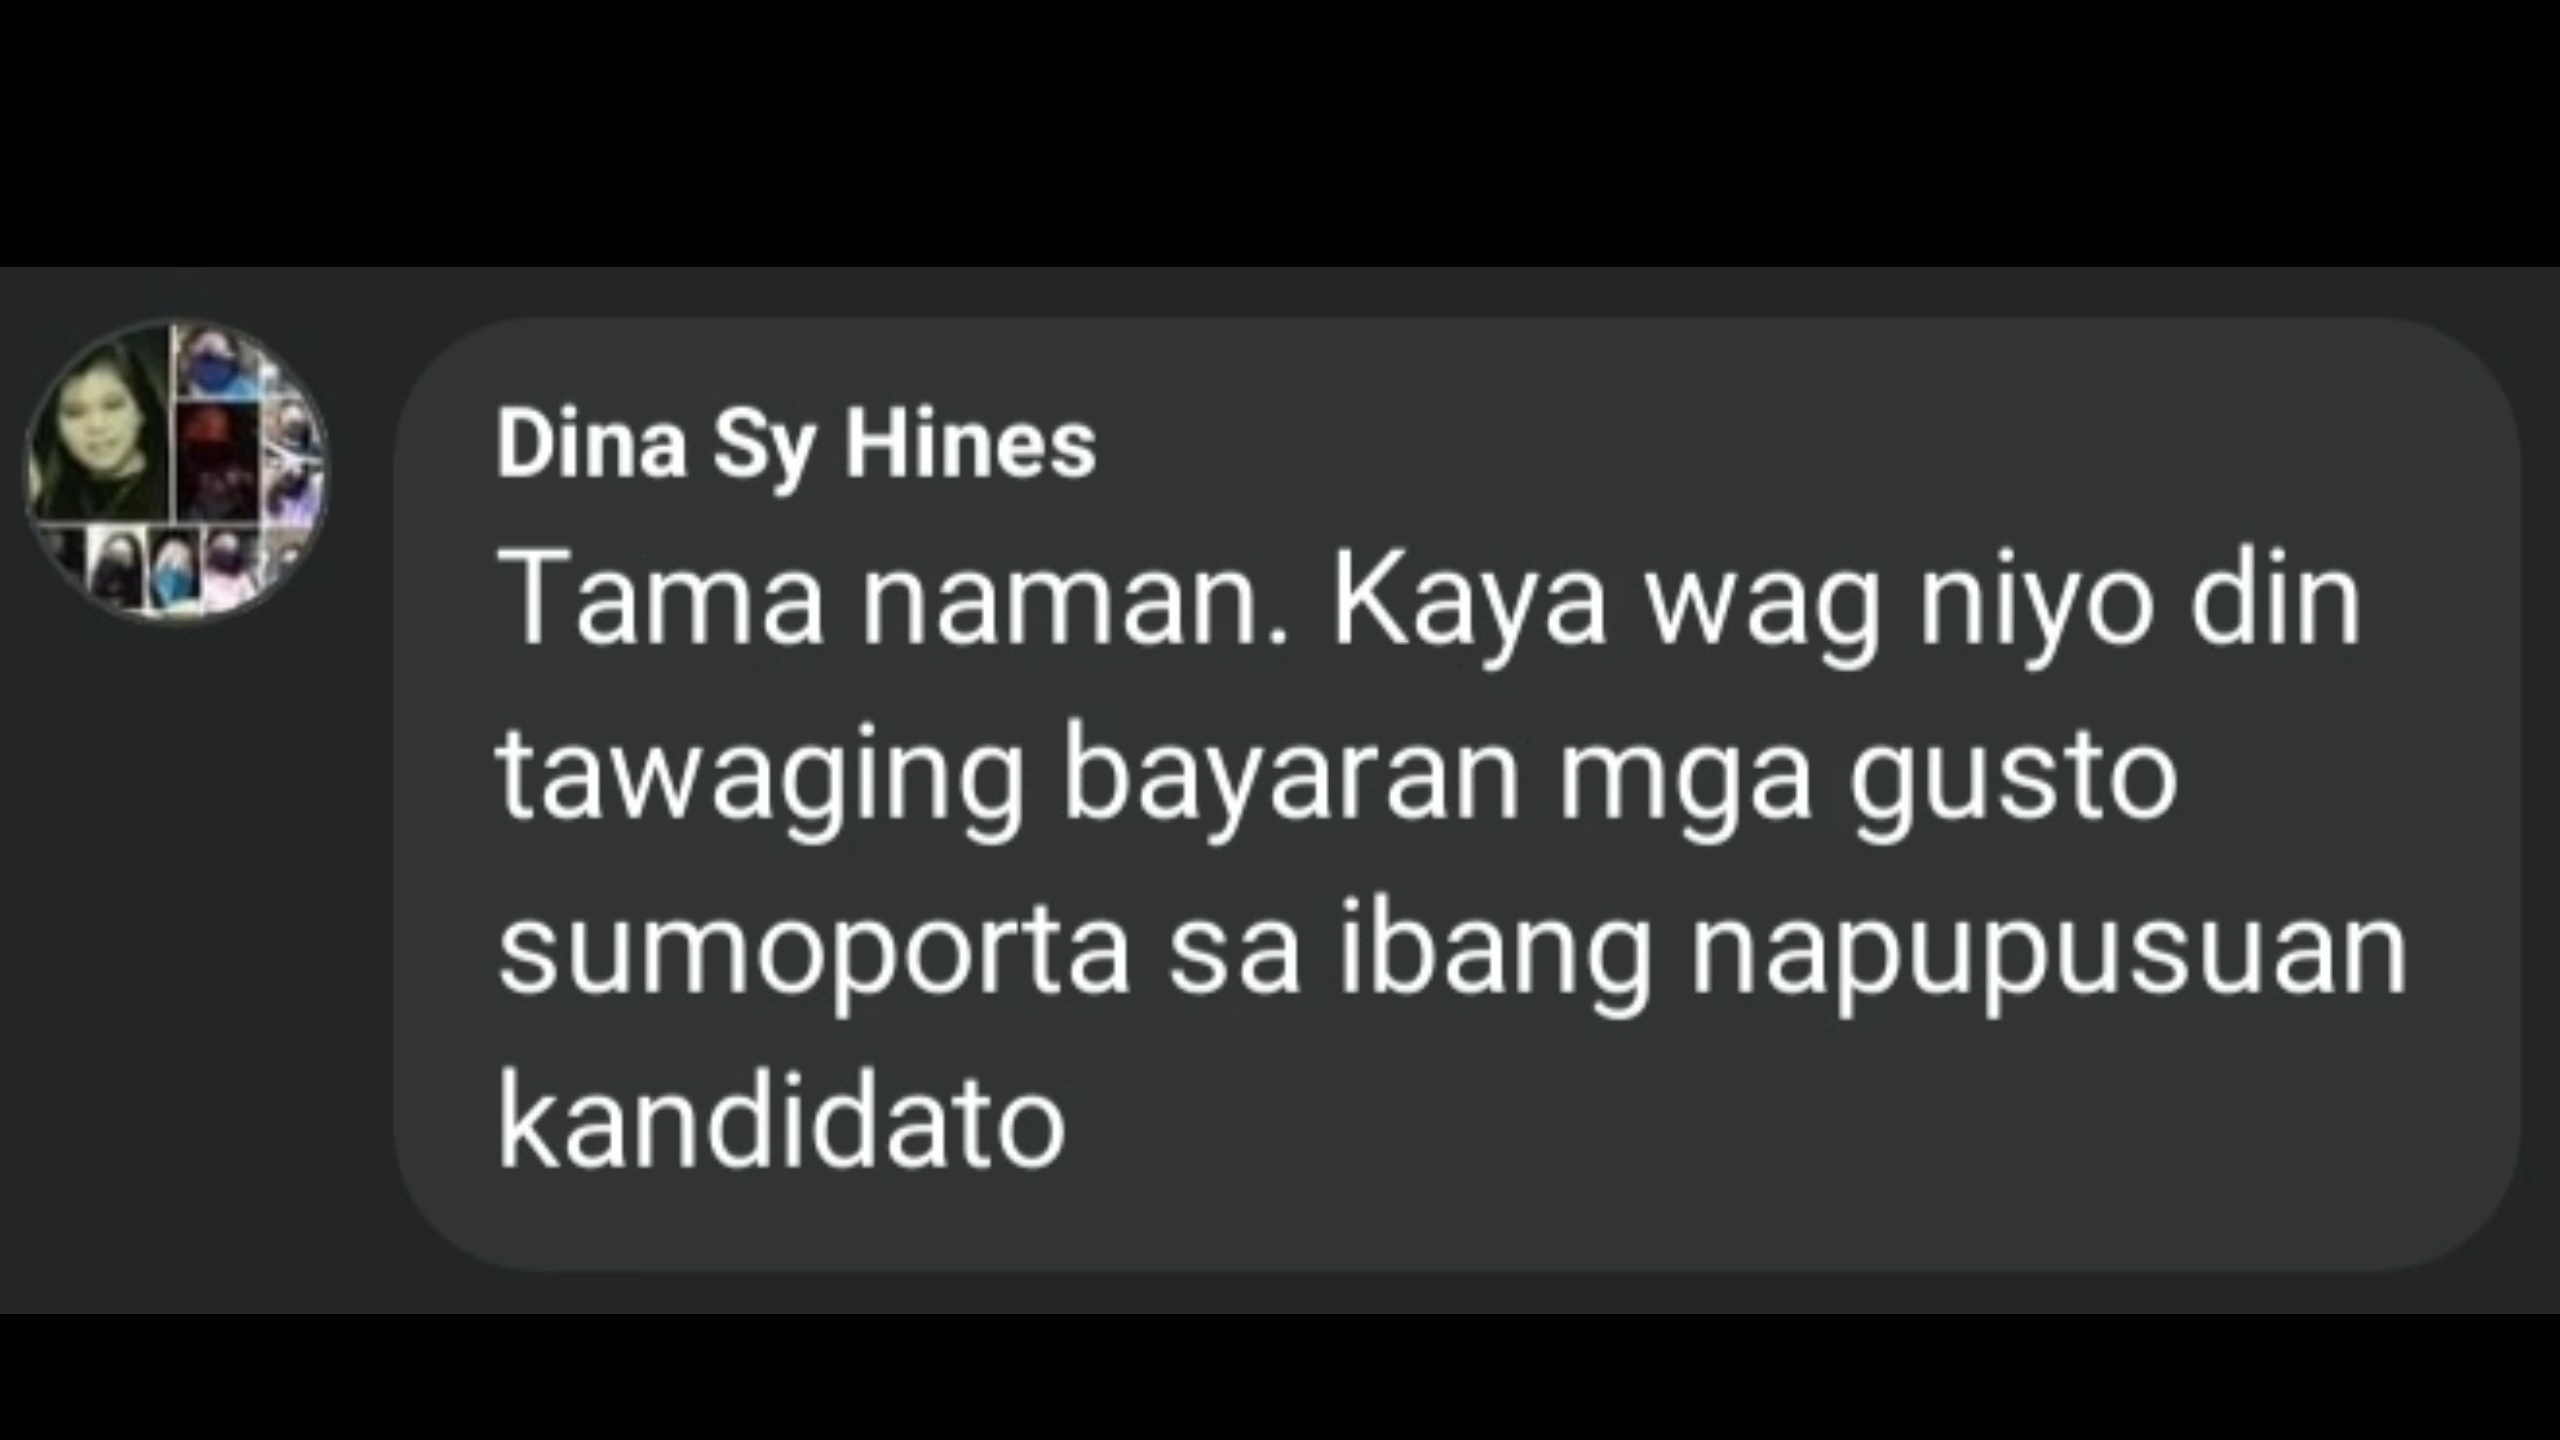 Dina Sy Hines
Tama naman. Kaya wag niyo din
tawaging bayaran mga gusto
sumoporta sa ibang napupusuan
kandidato